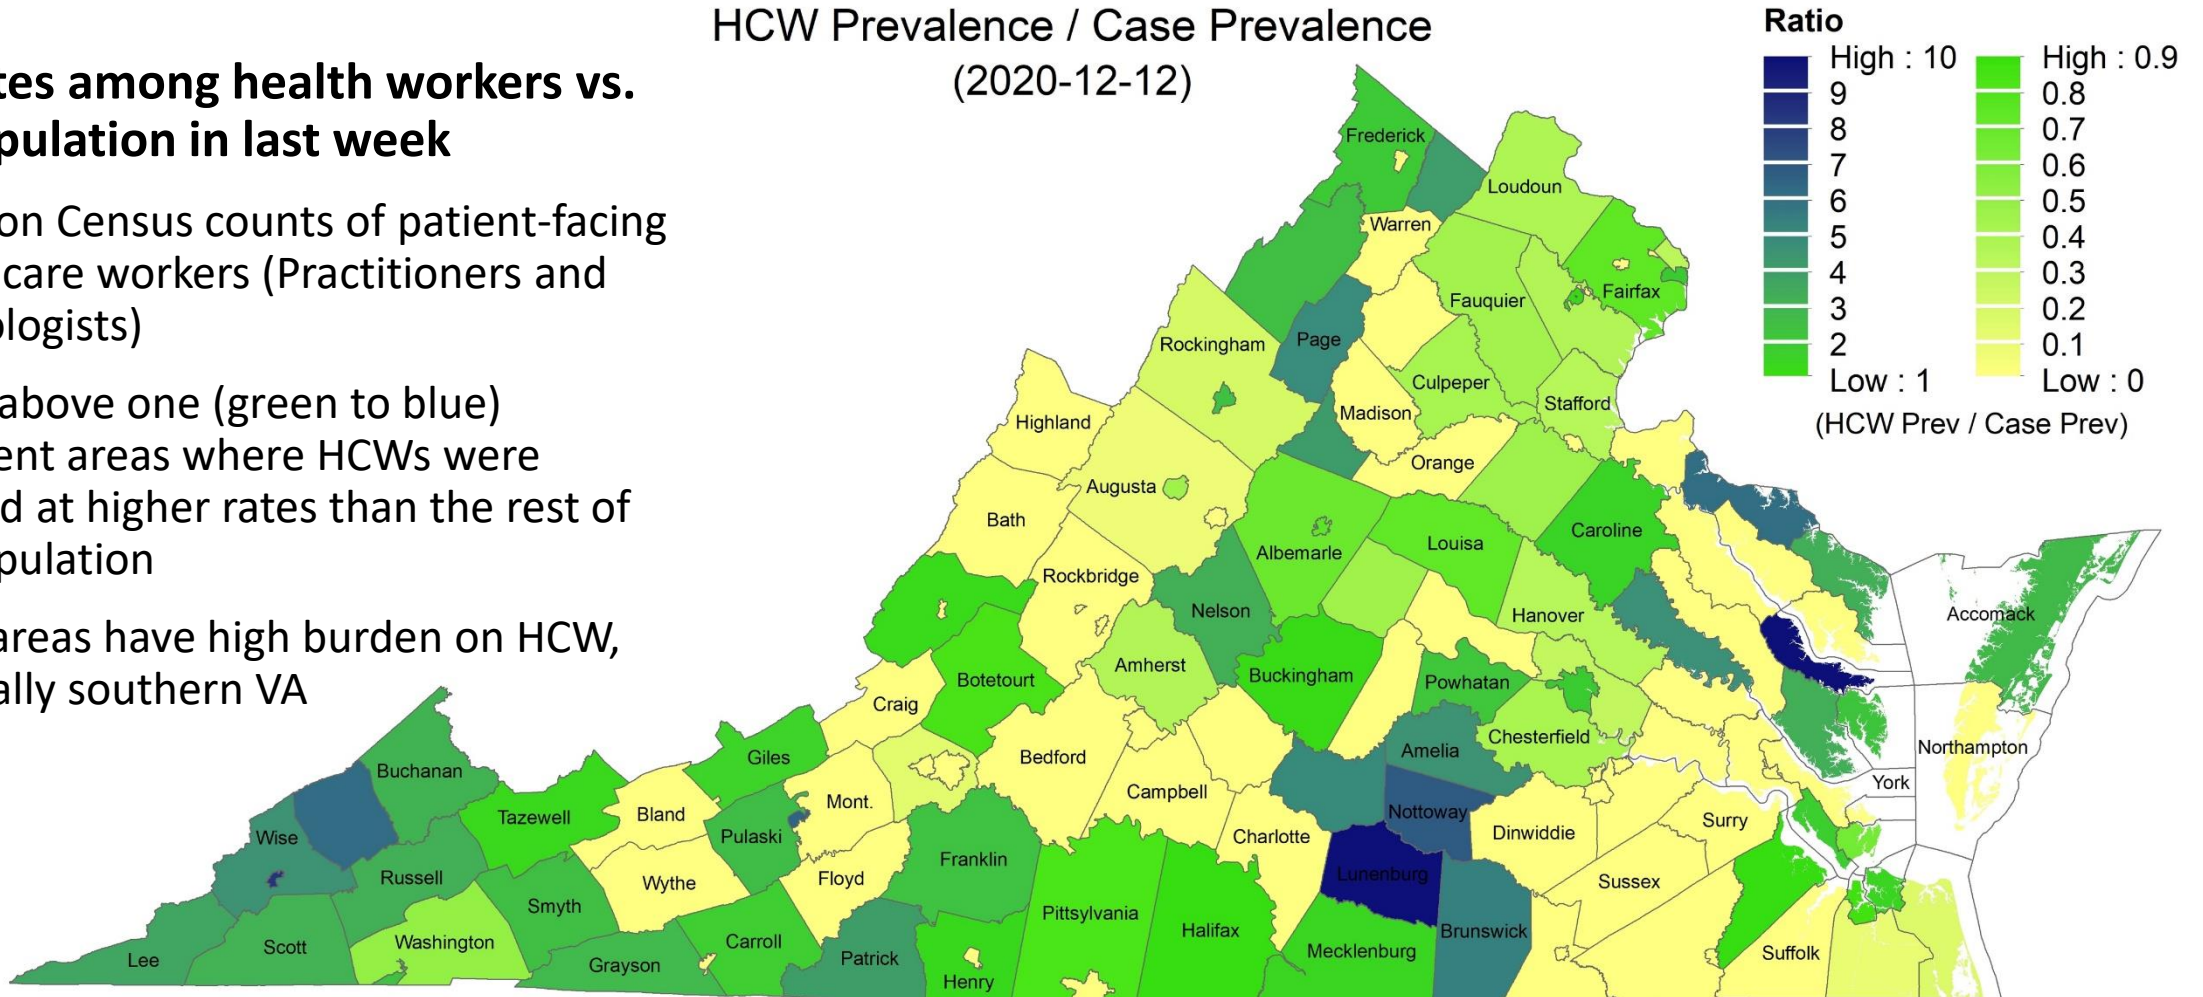 HCW Prevalence / Case Prevalence
(2020-12-12)
tes among health workers vs.
pulation in last week
on Census counts of patient-facing
care workers (Practitioners and
ologists)
above one (green to blue)
ent areas where HCWs were
d at higher rates than the rest of
pulation
areas have high burden on HCW,
ally southern VA
Ratio
High : 10
9
8
7
6
5
4
3
2
Low : 1
High : 0.9
0.8
0.7
0.6
0.5
0.4
0.3
0.2
0.1
Low : 0
(HCW Prev / Case Prev)
Frederick
Loudoun
Warren
Fairfax
Fauquier
Page
Rockingham
Culpeper
Stafford
Madison
Highland
Orange
Augusta
Bath
Caroline
Louisa
Albemarle
Rockbridge
Nelson
Hanover
Accomack
Amherst
Buckingham
Powhatan
Botetourt
Craig
Chesterfield
Amelia
Northampton
Bedford
Giles
Buchanan
York
Campbell
Mont.
Nottoway
Bland
Tazewell
Surry
Dinwiddie
Charlotte
Pulaski
Wise
Franklin
Lunenburg
Russell
Floyd
Wythe
Sussex
Smyth
Pittsylvania
Halifax
Brunswick
Washington
Carroll
Scott
Mecklenburg
Suffolk
Patrick
Lee
Grayson
Henry